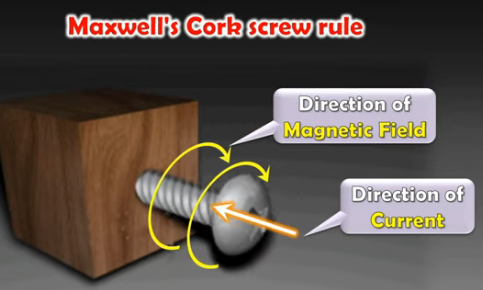 Maxwell's Cork screw rule
Direction of
Magnetic Field
Direction of
Current